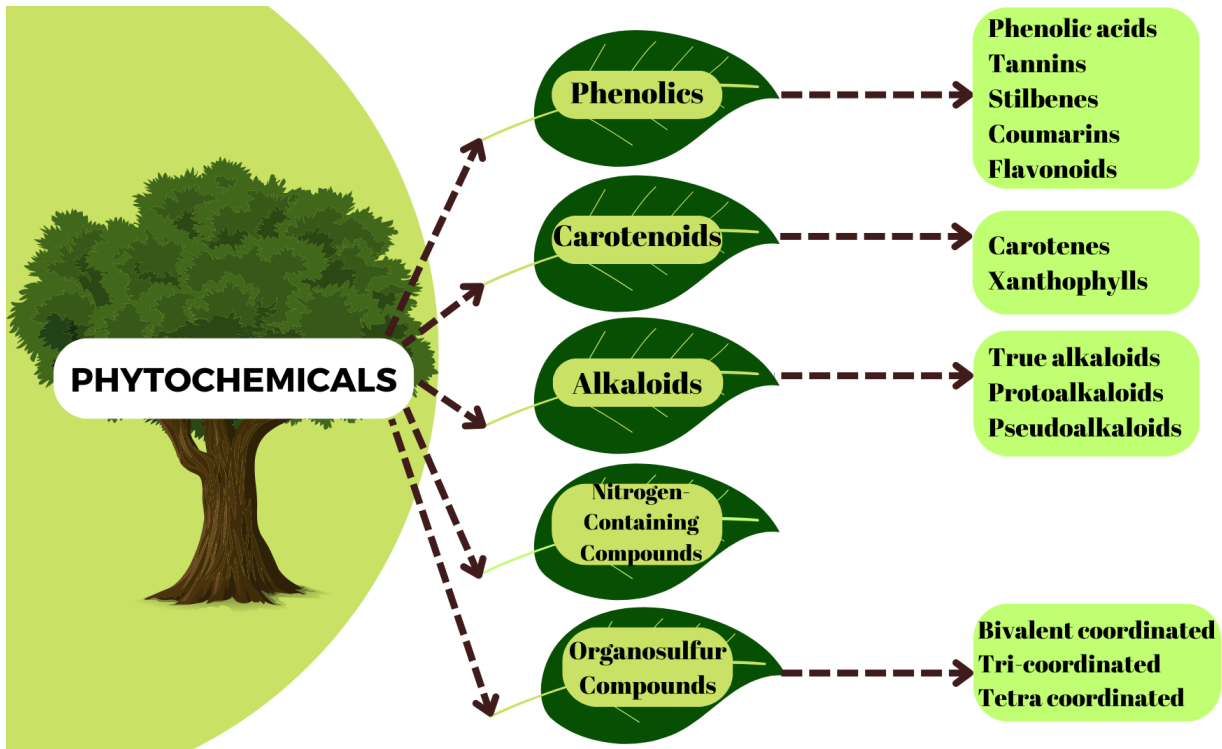 PHYTOCHEMICALS
Phenolics
Phenolic acids
Tannins
Stilbenes
Coumarins
Flavonoids
Carotenoids
Carotenes
Xanthophylls
Alkaloids
True alkaloids
Protoalkaloids
Pseudoalkaloids
Nitrogen-
Containing
Compounds
Organosulfur
Compounds
Bivalent coordinated
Tri-coordinated
Tetra coordinated